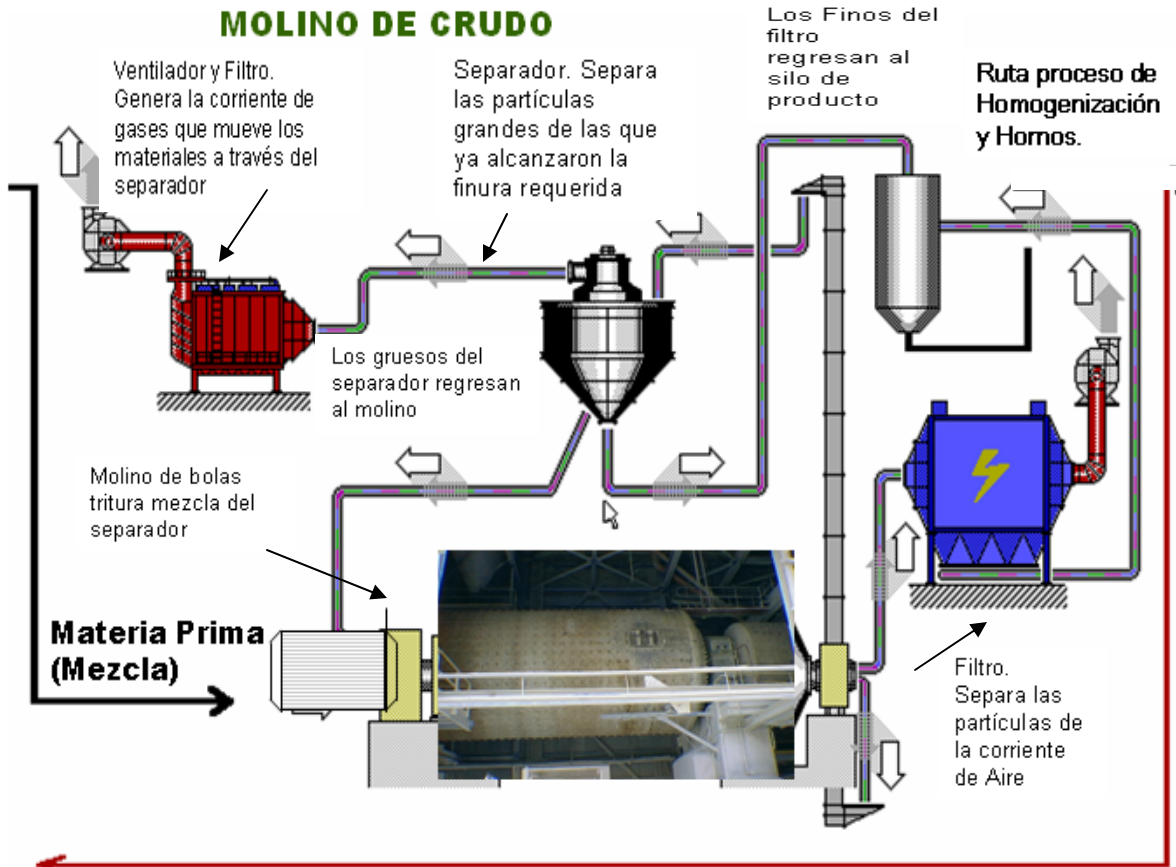 MOLINO DE CRUDO
Ventilador y Filtro.
Genera la corriente de
gases que mueve los
materiales a través del
separador
Separador. Separa
las partículas
grandes de las que
ya alcanzaron la
finura requerida
Los Finos del
filtro
regresan al
silo de
producto
Ruta proceso de
Homogenización
y Hornos.
Los gruesos del
separador regresan
al molino
Molino de bolas
tritura mezcla del
separador
Materia Prima
(Mezcla)
Filtro.
Separa las
partículas de
la corriente
de Aire